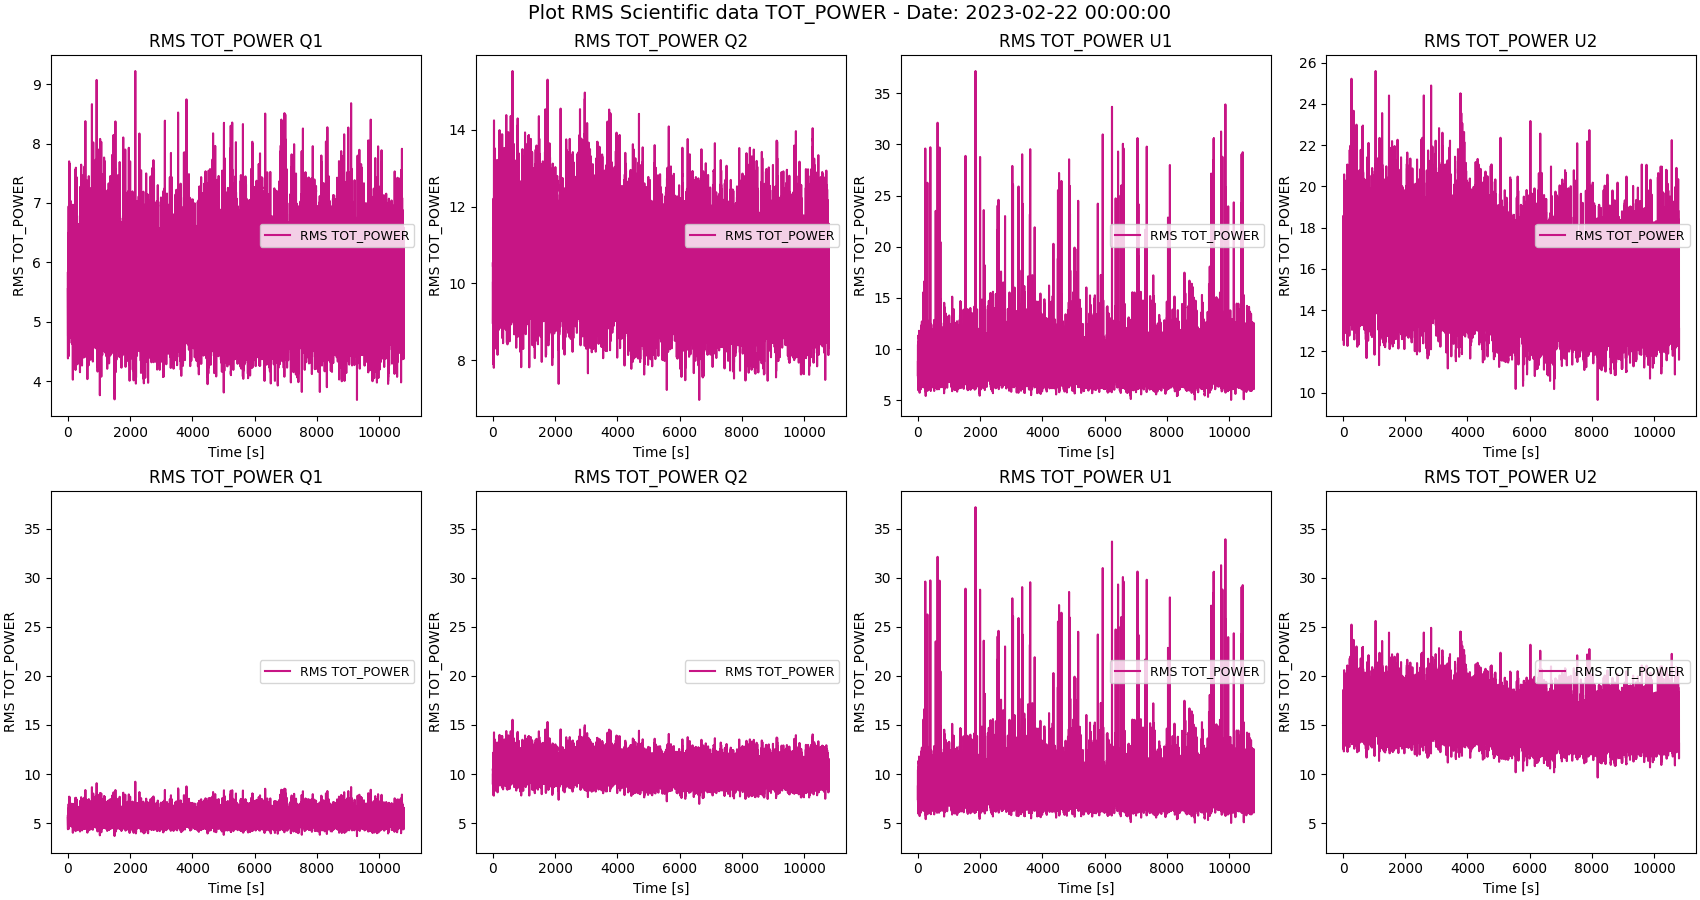 Plot RMS Scientific data TOT_POWER - Date: 2023-02-22 00:00:00
RMS TOT_POWER Q1
RMS TOT_POWER
9
8
7
6
5
4
RMS TOT_POWER
0 2000 4000 6000 8000 10000
Time [s]
RMS TOT_POWER Q2
RMS TOT_POWER
14
12
10
8
RMS TOT_POWER
0 2000 4000 6000 8000 10000
Time [s]
RMS TOT_POWER U1
RMS TOT_POWER
35
30
25
20
15
10
5
RMS TOT_POWER
0 2000 4000 6000 8000 10000
Time [s]
RMS TOT_POWER U2
RMS TOT_POWER
26
24
22
20
18
16
14
12
10
RMS TOT_POWER
0 2000 4000 6000 8000 10000
Time [s]
RMS TOT_POWER Q1
RMS TOT_POWER
35
30
25
20
15
10
5
RMS TOT_POWER
0 2000 4000 6000 8000 10000
Time [s]
RMS TOT_POWER Q2
RMS TOT_POWER
35
30
25
20
15
10
5
RMS TOT_POWER
0 2000 4000 6000 8000 10000
Time [s]
RMS TOT_POWER U1
RMS TOT_POWER
35
30
25
20
15
10
5
RMS TOT_POWER
0 2000 4000 6000 8000 10000
Time [s]
RMS TOT_POWER U2
RMS TOT_POWER
35
30
25
20
15
10
5
RMS TOT_POWER
0 2000 4000 6000 8000 10000
Time [s]